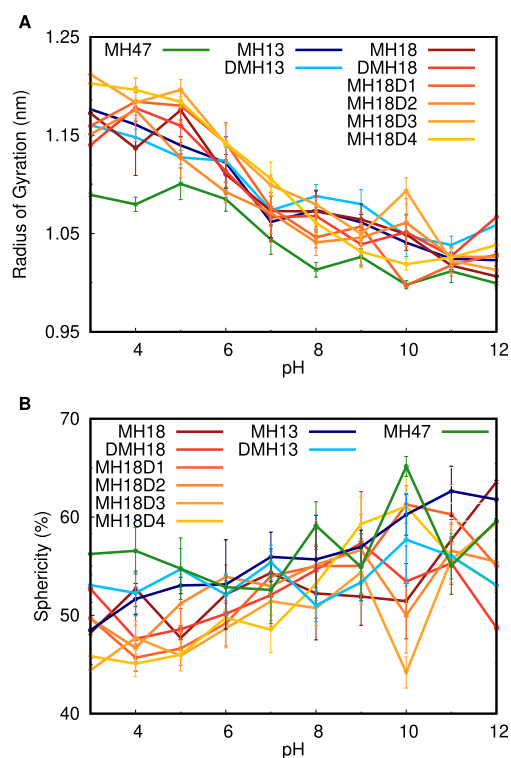 A
1.25
MH47 MH13 MH18
DMH13 DMH18
MH18D1
MH18D2
MH18D3
MH18D4
1.15
1.05
0.95
Radius of Gyration (nm)
4 6 8 10 12
pH
B
70
MH18 MH13 MH47
DMH18 DMH13
MH18D1
MH18D2
MH18D3
MH18D4
60
50
40
Sphericity (%)
4 6 8 10 12
pH